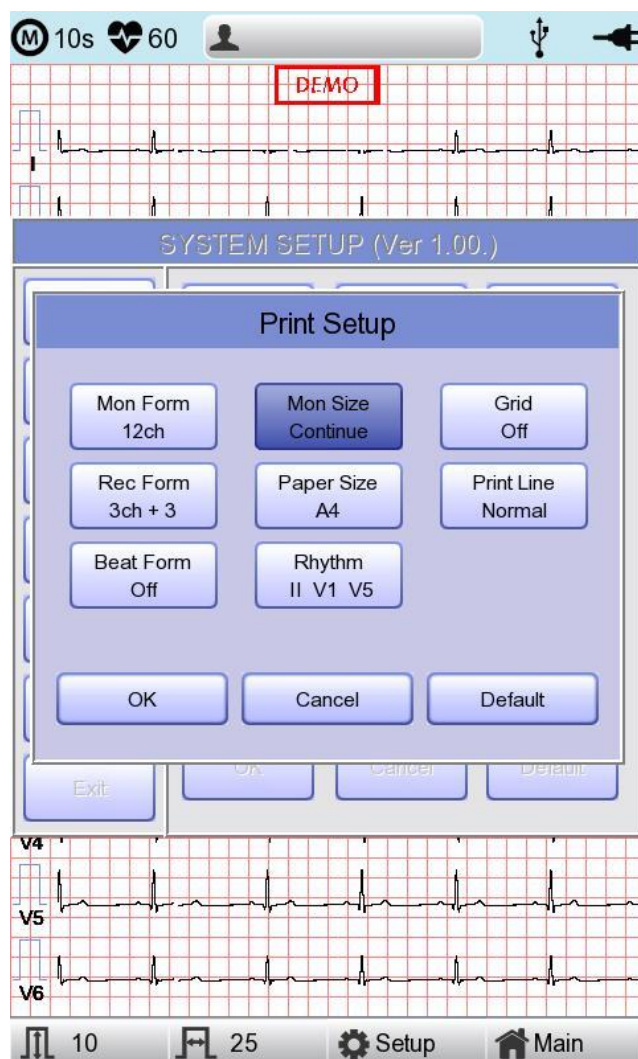 M 10s 60
DEMO
I
SYSTEM SETUP (Ver 1.00.)
Print Setup
Mon Form
12ch
Mon Size
Continue
Grid
Off
Rec Form
3ch + 3
Paper Size
A4
Print Line
Normal
Beat Form
Off
Rhythm
II V1 V5
OK
Cancel
Default
Exit
OK
Cancel
Default
V4
V5
V6
10
25
Setup
Main